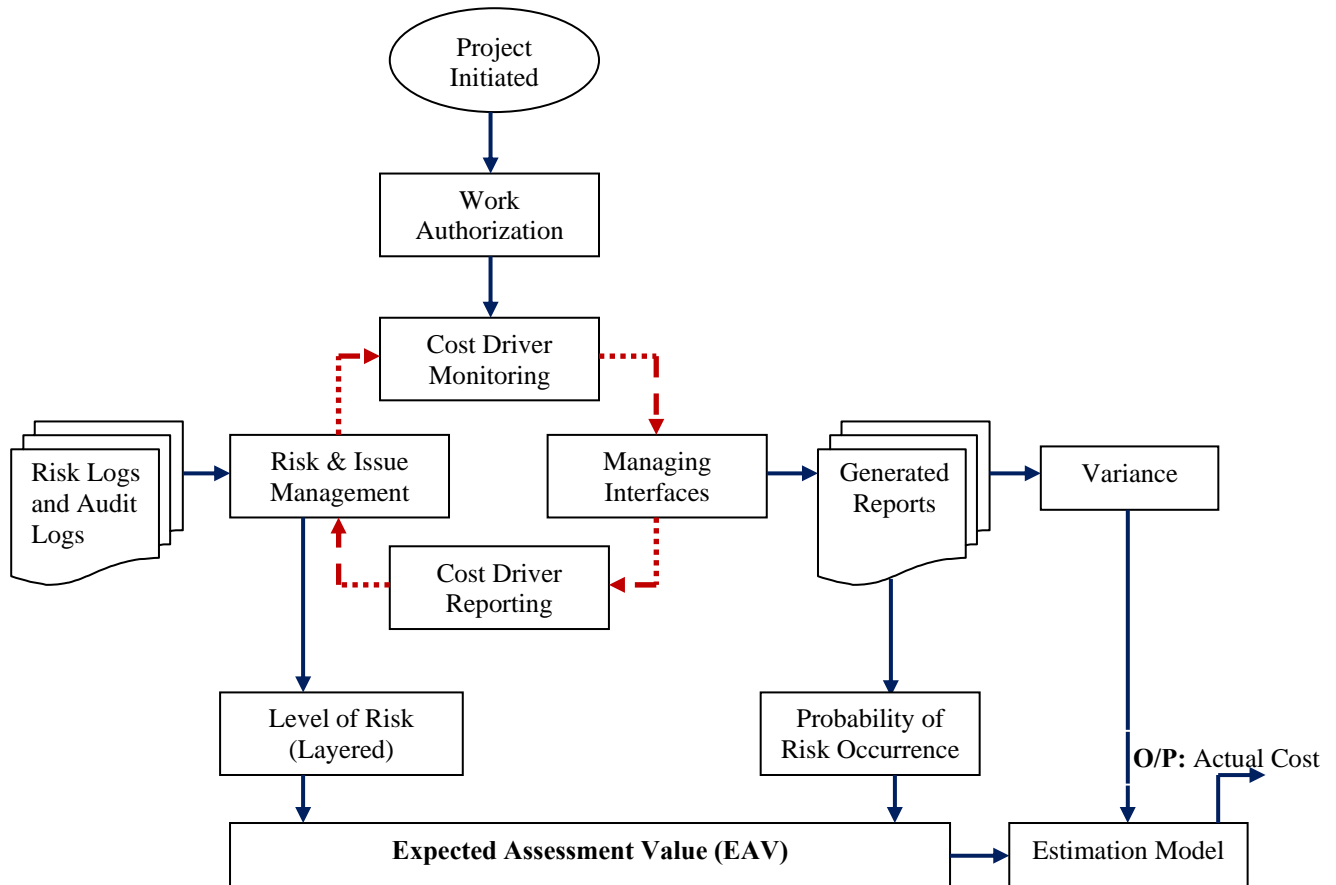 Project
Initiated
Work
Authorization
Cost Driver
Monitoring
Risk Logs
and Audit
Logs
Risk & Issue
Management
Managing
Interfaces
Generated
Reports
Variance
Cost Driver
Reporting
Level of Risk
(Layered)
Probability of
Risk Occurrence
O/P: Actual Cost
Expected Assessment Value (EAV)
Estimation Model